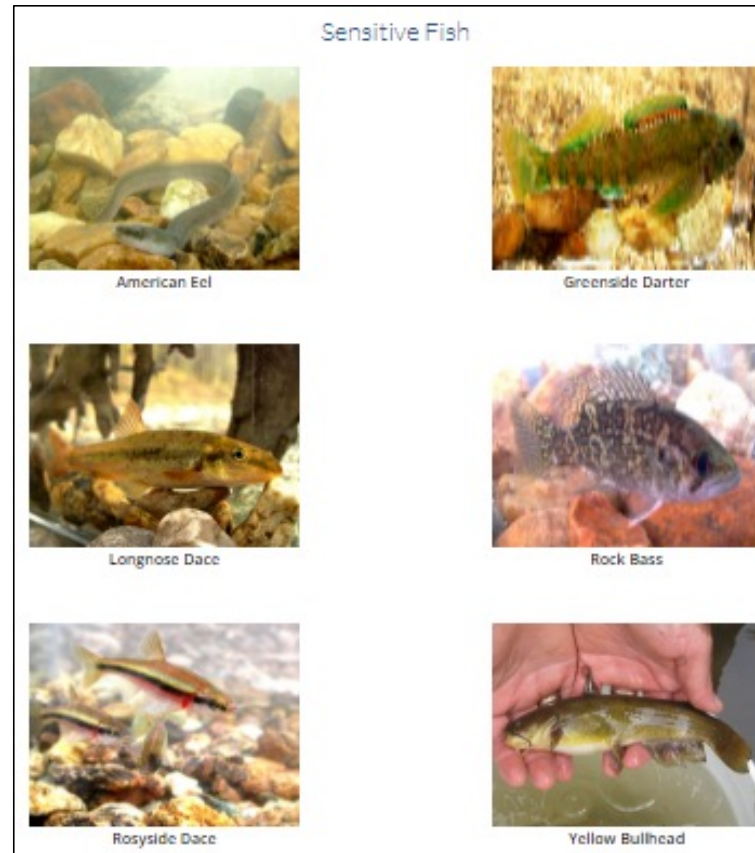 Sensitive Fish
American Eel
Greenside Darter
Longnose Dace
Rock Bass
Rosyside Dace
Yellow Bullhead